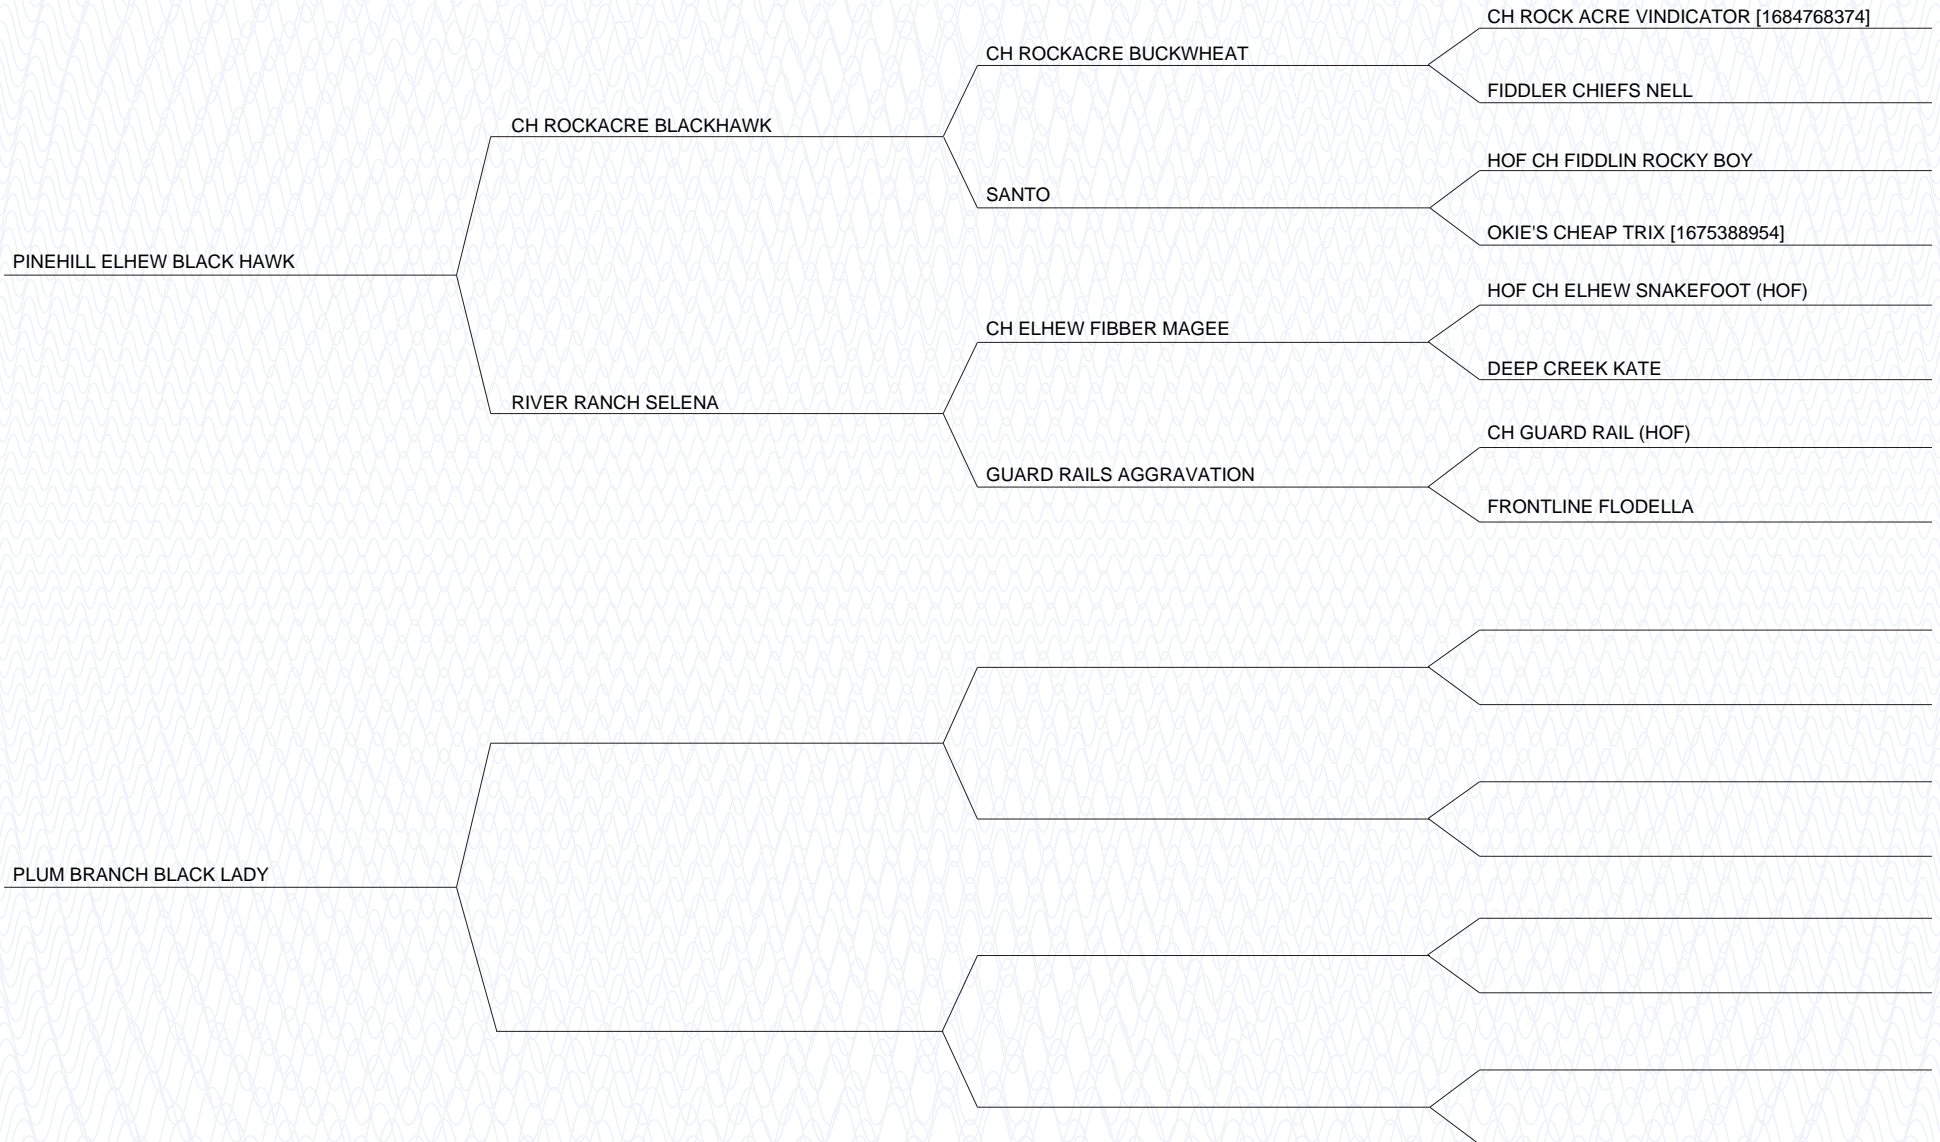 CH ROCK ACRE VINDICATOR [1684768374]
CH ROCKACRE BUCKWHEAT
FIDDLER CHIEFS NELL
CH ROCKACRE BLACKHAWK
HOF CH FIDDLIN ROCKY BOY
SANTO
OKIE'S CHEAP TRIX [1675388954]
PINEHILL ELHEW BLACK HAWK
HOF CH ELHEW SNAKEFOOT (HOF)
CH ELHEW FIBBER MAGEE
DEEP CREEK KATE
RIVER RANCH SELENA
CH GUARD RAIL (HOF)
GUARD RAILS AGGRAVATION
FRONTLINE FLODELLA
PLUM BRANCH BLACK LADY